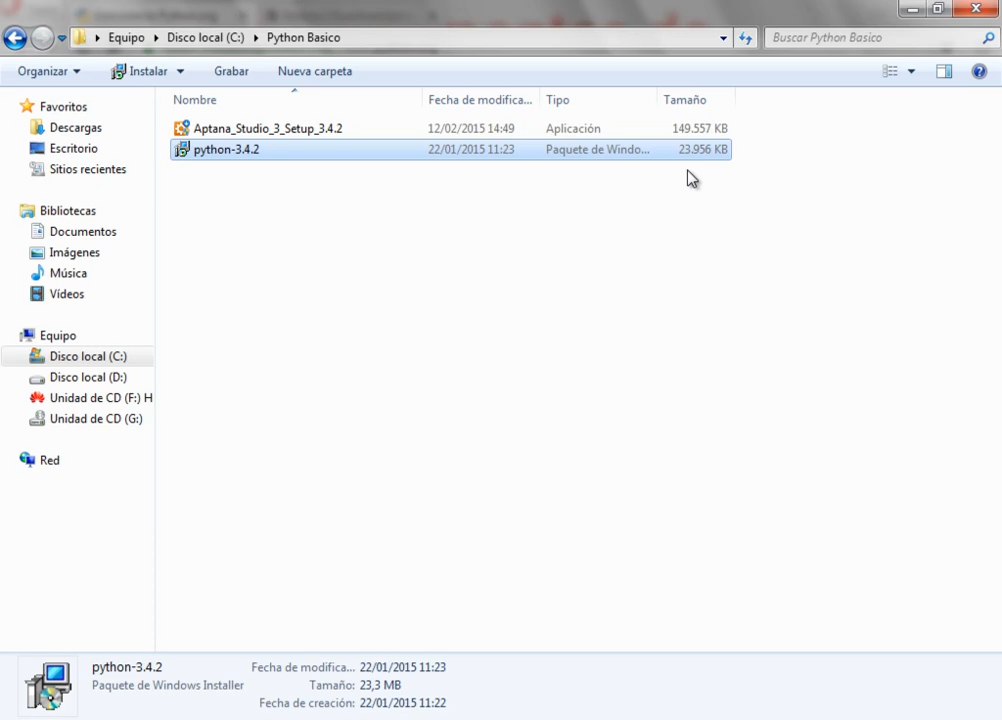 Equipo Disco local (C:) Python Basico
Buscar Python Basico
Organizar Instalar Grabar Nueva carpeta
Nombre Fecha de modifica... Tipo Tamaño
Aptana_Studio_3_Setup_3.4.2 12/02/2015 14:49 Aplicación 149.557 KB
python-3.4.2 22/01/2015 11:23 Paquete de Windo... 23.956 KB
Favoritos
Descargas
Escritorio
Sitios recientes
Bibliotecas
Documentos
Imágenes
Música
Vídeos
Equipo
Disco local (C:)
Disco local (D:)
Unidad de CD (F:) H
Unidad de CD (G:)
Red
python-3.4.2 Fecha de modifica... 22/01/2015 11:23
Paquete de Windows Installer Tamaño: 23,3 MB
Fecha de creación: 22/01/2015 11:22